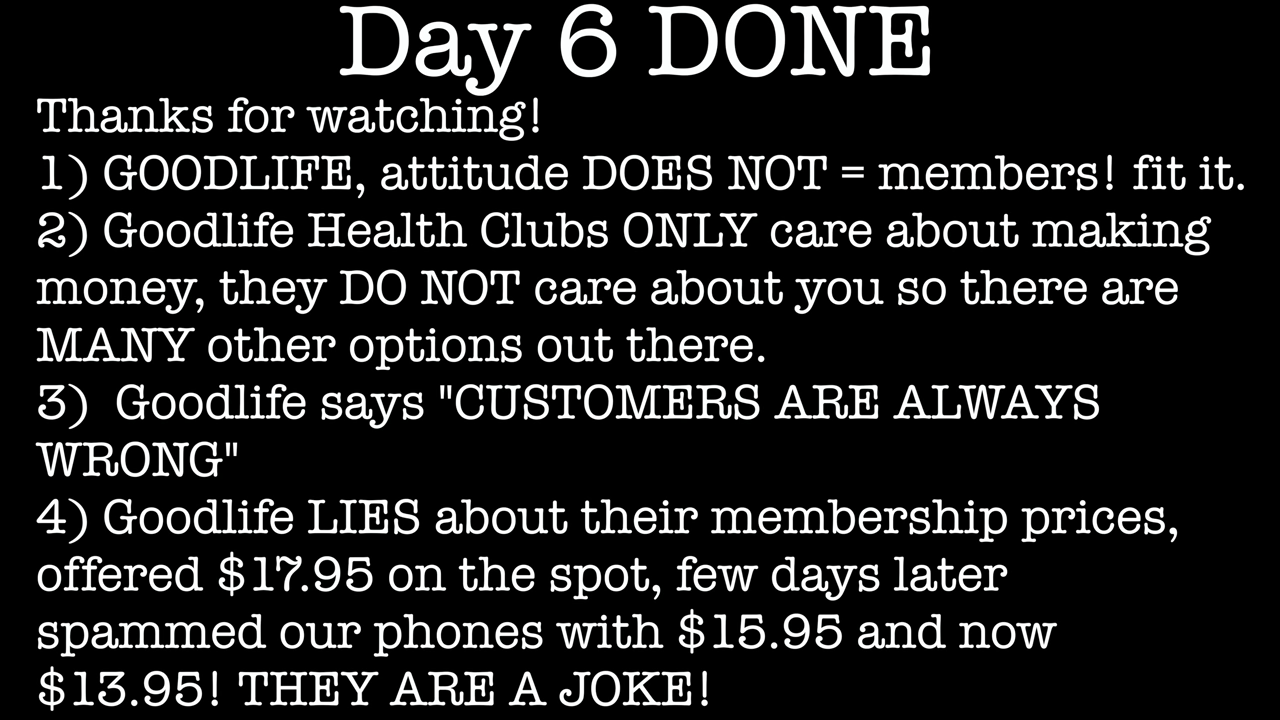 Day 6 DONE
Thanks for watching!
1) GOODLIFE, attitude DOES NOT = members! fit it.
2) Goodlife Health Clubs ONLY care about making
money, they DO NOT care about you so there are
MANY other options out there.
3)  Goodlife says "CUSTOMERS ARE ALWAYS
WRONG"
4) Goodlife LIES about their membership prices,
offered $17.95 on the spot, few days later
spammed our phones with $15.95 and now
$13.95! THEY ARE A JOKE!